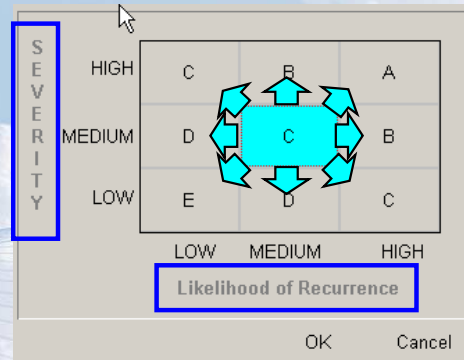 SEVERITY
HIGH C B A
MEDIUM D C B
LOW E D C
LOW MEDIUM HIGH
Likelihood of Recurrence
OK Cancel